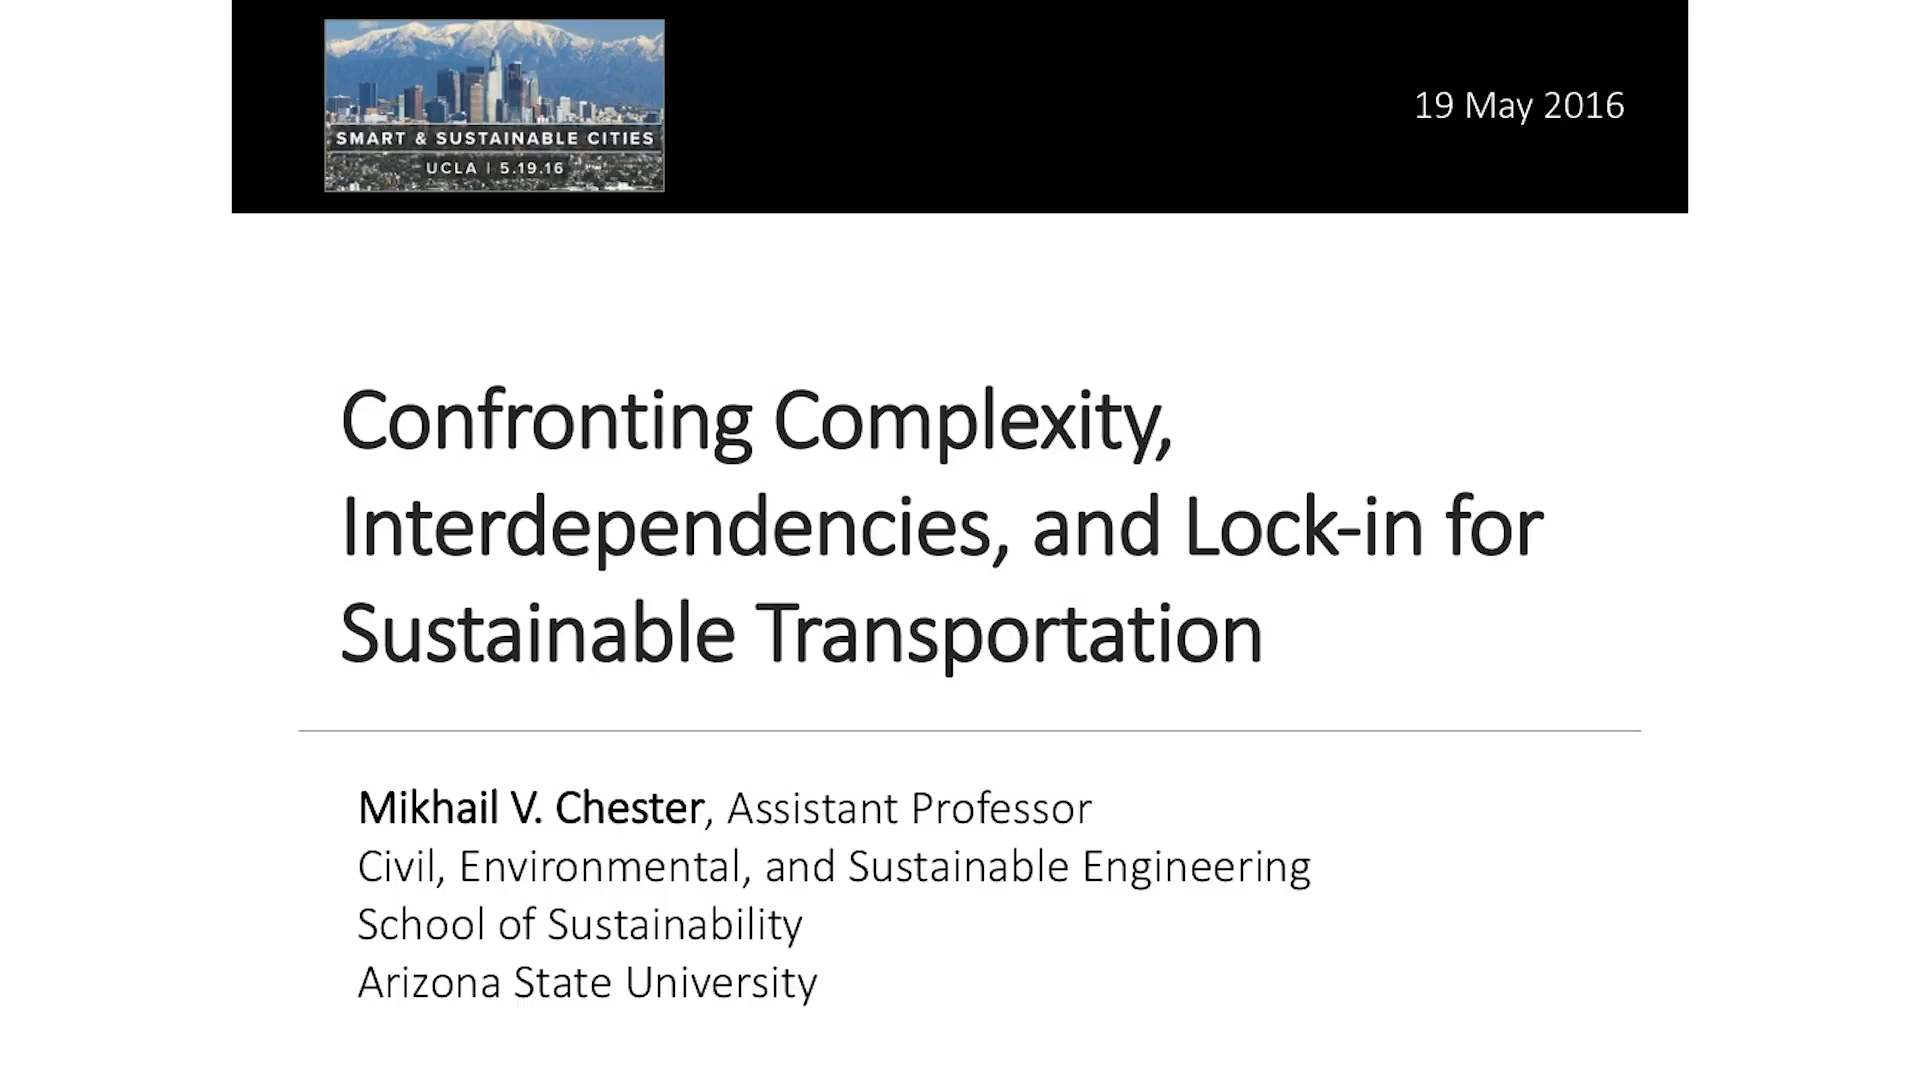 SMART & SUSTAINABLE CITIES
UCLA | 5.19.16
19 May 2016
Confronting Complexity,
Interdependencies, and Lock-in for
Sustainable Transportation
Mikhail V. Chester, Assistant Professor
Civil, Environmental, and Sustainable Engineering
School of Sustainability
Arizona State University